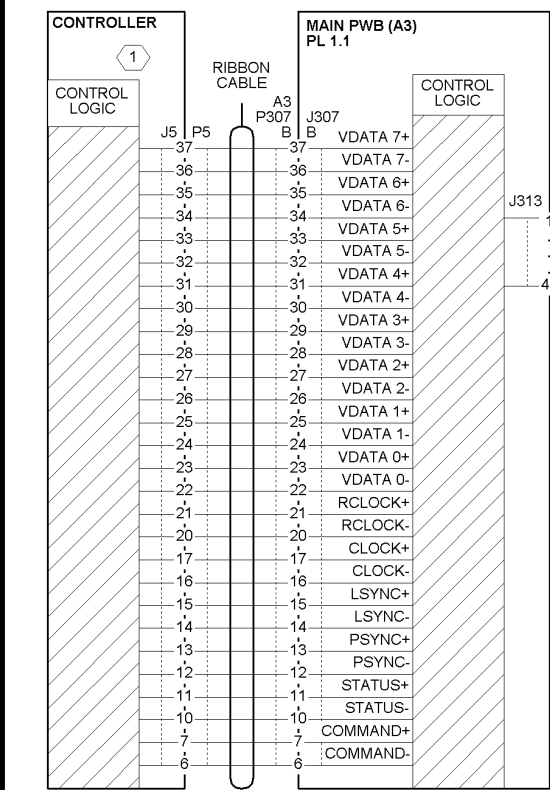 CONTROLLER
1
CONTROL
LOGIC
RIBBON
CABLE
MAIN PWB (A3)
PL 1.1
CONTROL
LOGIC
A3
P307 J307
J5 P5 B B
J313
1
4
37 37 VDATA 7+
36 36 VDATA 7-
35 35 VDATA 6+
34 34 VDATA 6-
33 33 VDATA 5+
32 32 VDATA 5-
31 31 VDATA 4+
30 30 VDATA 4-
29 29 VDATA 3+
28 28 VDATA 3-
27 27 VDATA 2+
26 26 VDATA 2-
25 25 VDATA 1+
24 24 VDATA 1-
23 23 VDATA 0+
22 22 VDATA 0-
21 21 RCLOCK+
20 20 RCLOCK-
17 17 CLOCK+
16 16 CLOCK-
15 15 LSYNC+
14 14 LSYNC-
13 13 PSYNC+
12 12 PSYNC-
11 11 STATUS+
10 10 STATUS-
7 7 COMMAND+
6 6 COMMAND-